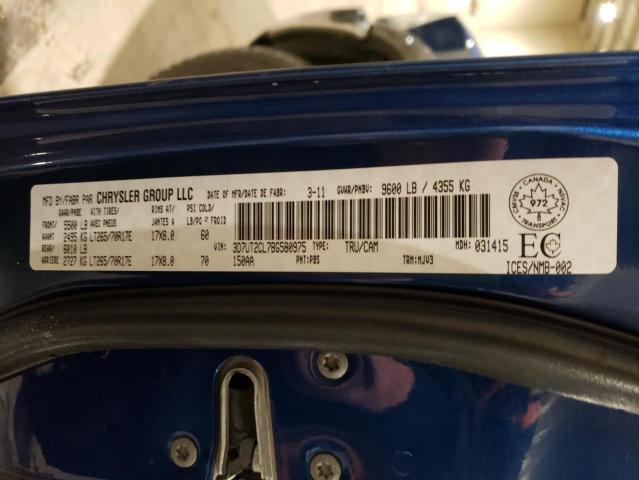 MFD BY/FABR PAR CHRYSLER GROUP LLC DATE OF MFR/DATE DE FABR: 3-11 GVWR/PNBV: 9600 LB / 4355 KG
GAWR/PNBE WITH TIRES/ RIMS AT/ PSI COLD/
FRONT/ 5500 LB AVEC PNEUS JANTES A LB/PO 2 FROID
AVANT 2495 KG LT265/70R17E 17X8.0 60
REAR/ 6010 LB
ARRIERE 2727 KG LT265/70R17E 17X8.0 70
VIN: 3D7UT2CL7BG580975 TYPE: TRU/CAM MDH: 031415
150AA PNT:PBS TRM:MJV3
CANADA
972
TRANSPORT
EC
ICES/NMB-002